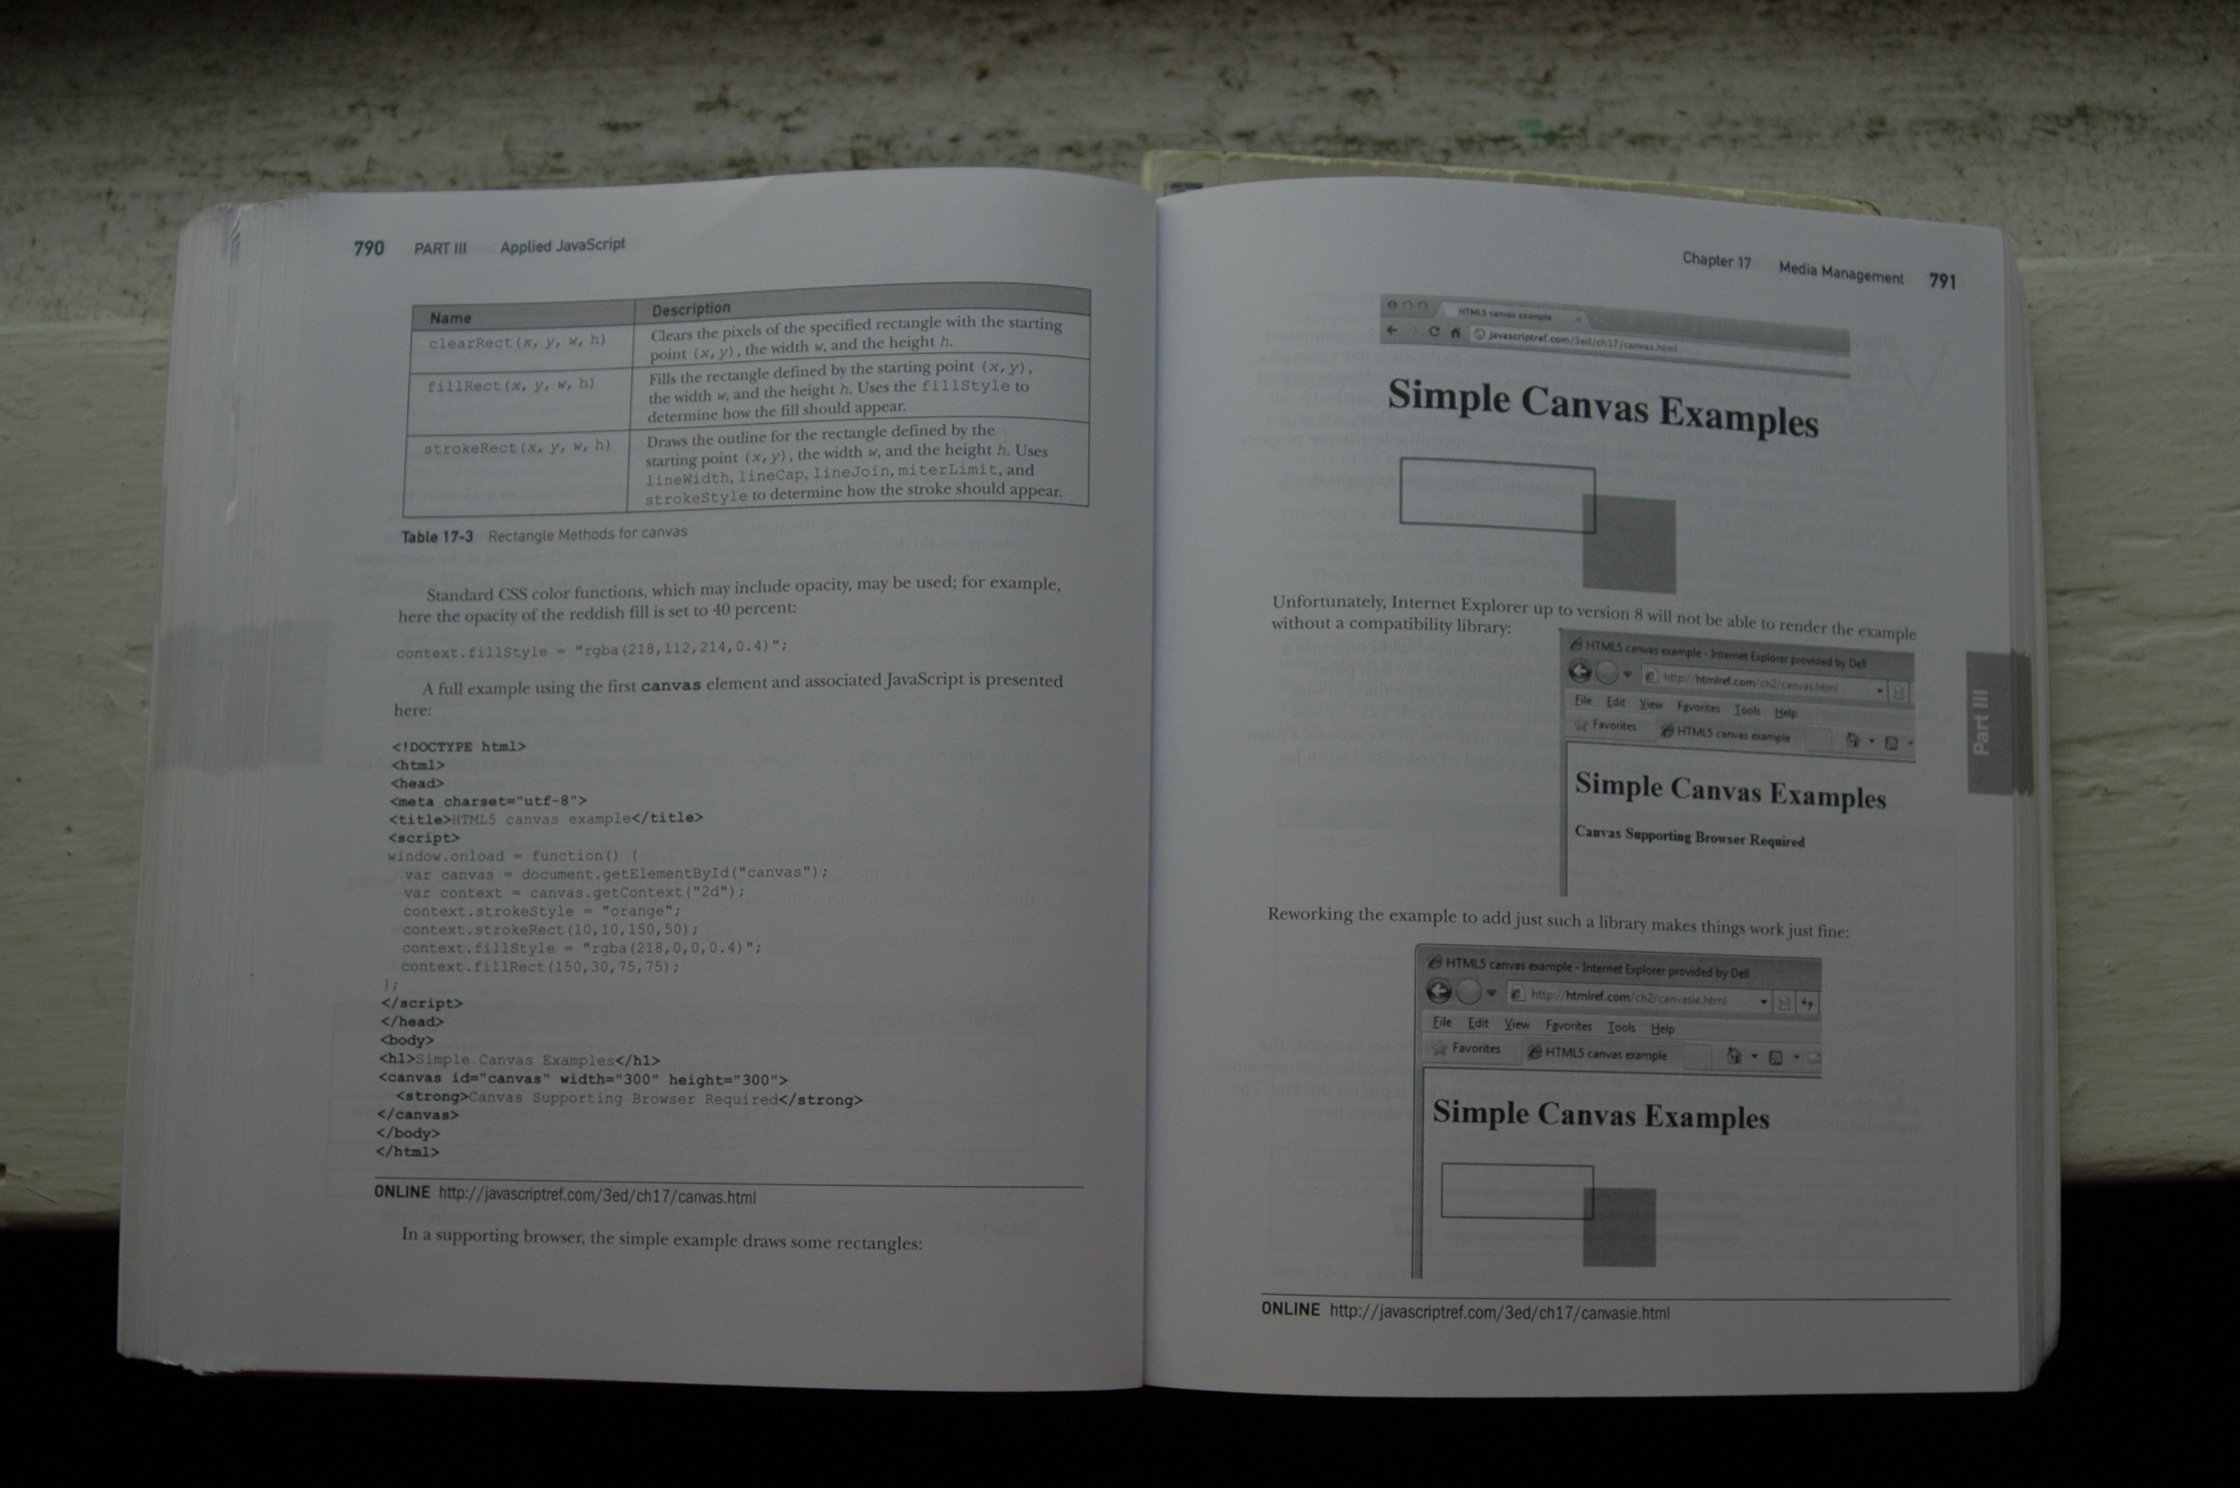 790 PART III Applied JavaScript
Name Description
clearRect(x, y, w, h) Clears the pixels of the specified rectangle with the starting
point (x,y), the width w, and the height h.
fillRect(x, y, w, h) Fills the rectangle defined by the starting point (x,y),
the width w, and the height h. Uses the fillStyle to
determine how the fill should appear.
strokeRect(x, y, w, h) Draws the outline for the rectangle defined by the
starting point (x,y), the width w, and the height h. Uses
lineWidth, lineCap, lineJoin, miterLimit, and
strokeStyle to determine how the stroke should appear.
Table 17-3 Rectangle Methods for canvas
Standard CSS color functions, which may include opacity, may be used; for example,
here the opacity of the reddish fill is set to 40 percent:
context.fillStyle = "rgba(218,112,214,0.4)";
A full example using the first canvas element and associated JavaScript is presented
here:
<!DOCTYPE html>
<html>
<head>
<meta charset="utf-8">
<title>HTML5 canvas example</title>
<script>
window.onload = function() {
var canvas = document.getElementById("canvas");
var context = canvas.getContext("2d");
context.strokeStyle = "orange";
context.strokeRect(10,10,150,50);
context.fillStyle = "rgba(218,0,0,0.4)";
context.fillRect(150,30,75,75);
};
</script>
</head>
<body>
<h1>Simple Canvas Examples</h1>
<canvas id="canvas" width="300" height="300">
<strong>Canvas Supporting Browser Required</strong>
</canvas>
</body>
</html>
ONLINE http://javascriptref.com/3ed/ch17/canvas.html
In a supporting browser, the simple example draws some rectangles:
Chapter 17 Media Management 791
HTML5 canvas example
javascriptref.com/3ed/ch17/canvas.html
Simple Canvas Examples
Unfortunately, Internet Explorer up to version 8 will not be able to render the example
without a compatibility library:
HTML5 canvas example - Internet Explorer provided by Dell
http://htmlref.com/ch2/canvas.html
File Edit View Favorites Tools Help
Favorites HTML5 canvas example
Simple Canvas Examples
Canvas Supporting Browser Required
Part III
Reworking the example to add just such a library makes things work just fine:
HTML5 canvas example - Internet Explorer provided by Dell
http://htmlref.com/ch2/canvasie.html
File Edit View Favorites Tools Help
Favorites HTML5 canvas example
Simple Canvas Examples
ONLINE http://javascriptref.com/3ed/ch17/canvasie.html